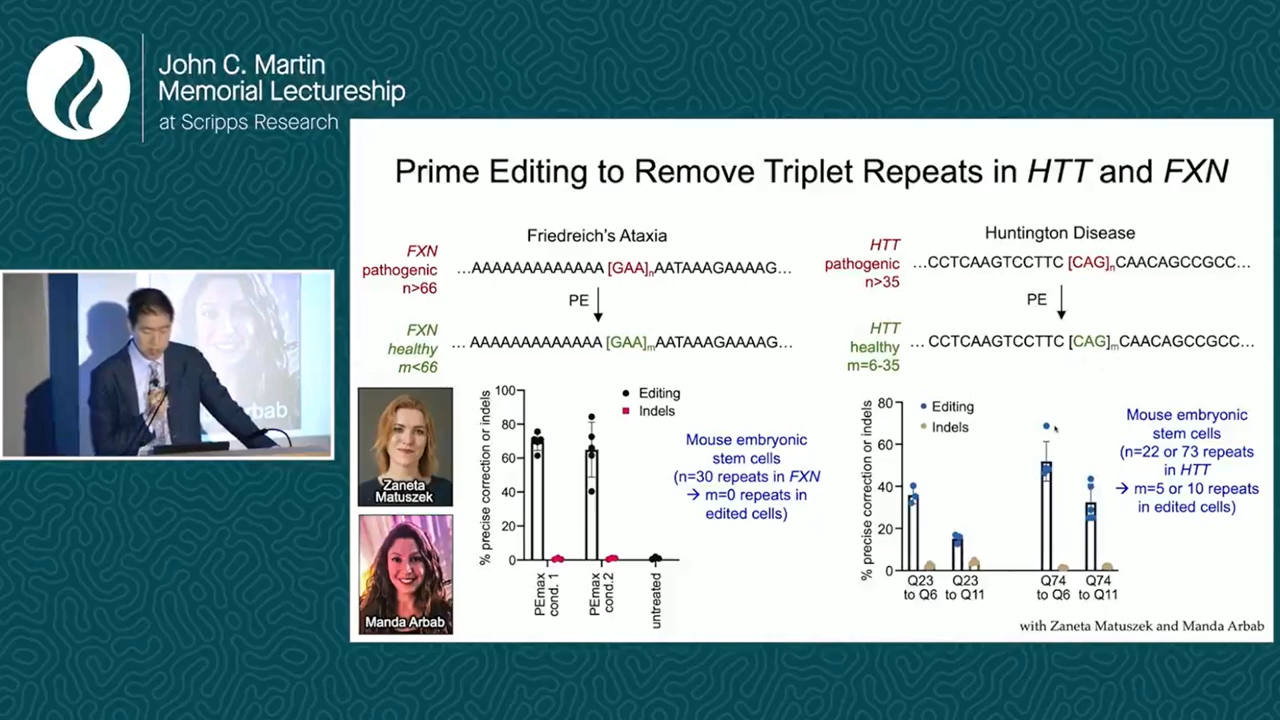 John C. Martin
Memorial Lectureship
at Scripps Research
Prime Editing to Remove Triplet Repeats in HTT and FXN
Friedreich's Ataxia
FXN
pathogenic
n>66
…AAAAAAAAAAAAA [GAA]nAATAAAGAAAAG…
PE
FXN
healthy
m<66
… AAAAAAAAAAAAA [GAA]mAATAAAGAAAAG…
Huntington Disease
HTT
pathogenic
n>35
…CCTCAAGTCCTTC [CAG]nCAACAGCCGCC…
PE
HTT
healthy
m=6-35
… CCTCAAGTCCTTC [CAG]mCAACAGCCGCC…
Zaneta
Matuszek
Manda Arbab
% precise correction or indels
100
80
60
40
20
0
Editing
Indels
PEmax
cond. 1
PEmax
cond.2
untreated
Mouse embryonic
stem cells
(n=30 repeats in FXN
→ m=0 repeats in
edited cells)
% precise correction or indels
80
60
40
20
0
Editing
Indels
Q23
to Q6
Q23
to Q11
Q74
to Q6
Q74
to Q11
Mouse embryonic
stem cells
(n=22 or 73 repeats
in HTT
→ m=5 or 10 repeats
in edited cells)
with Zaneta Matuszek and Manda Arbab
bab